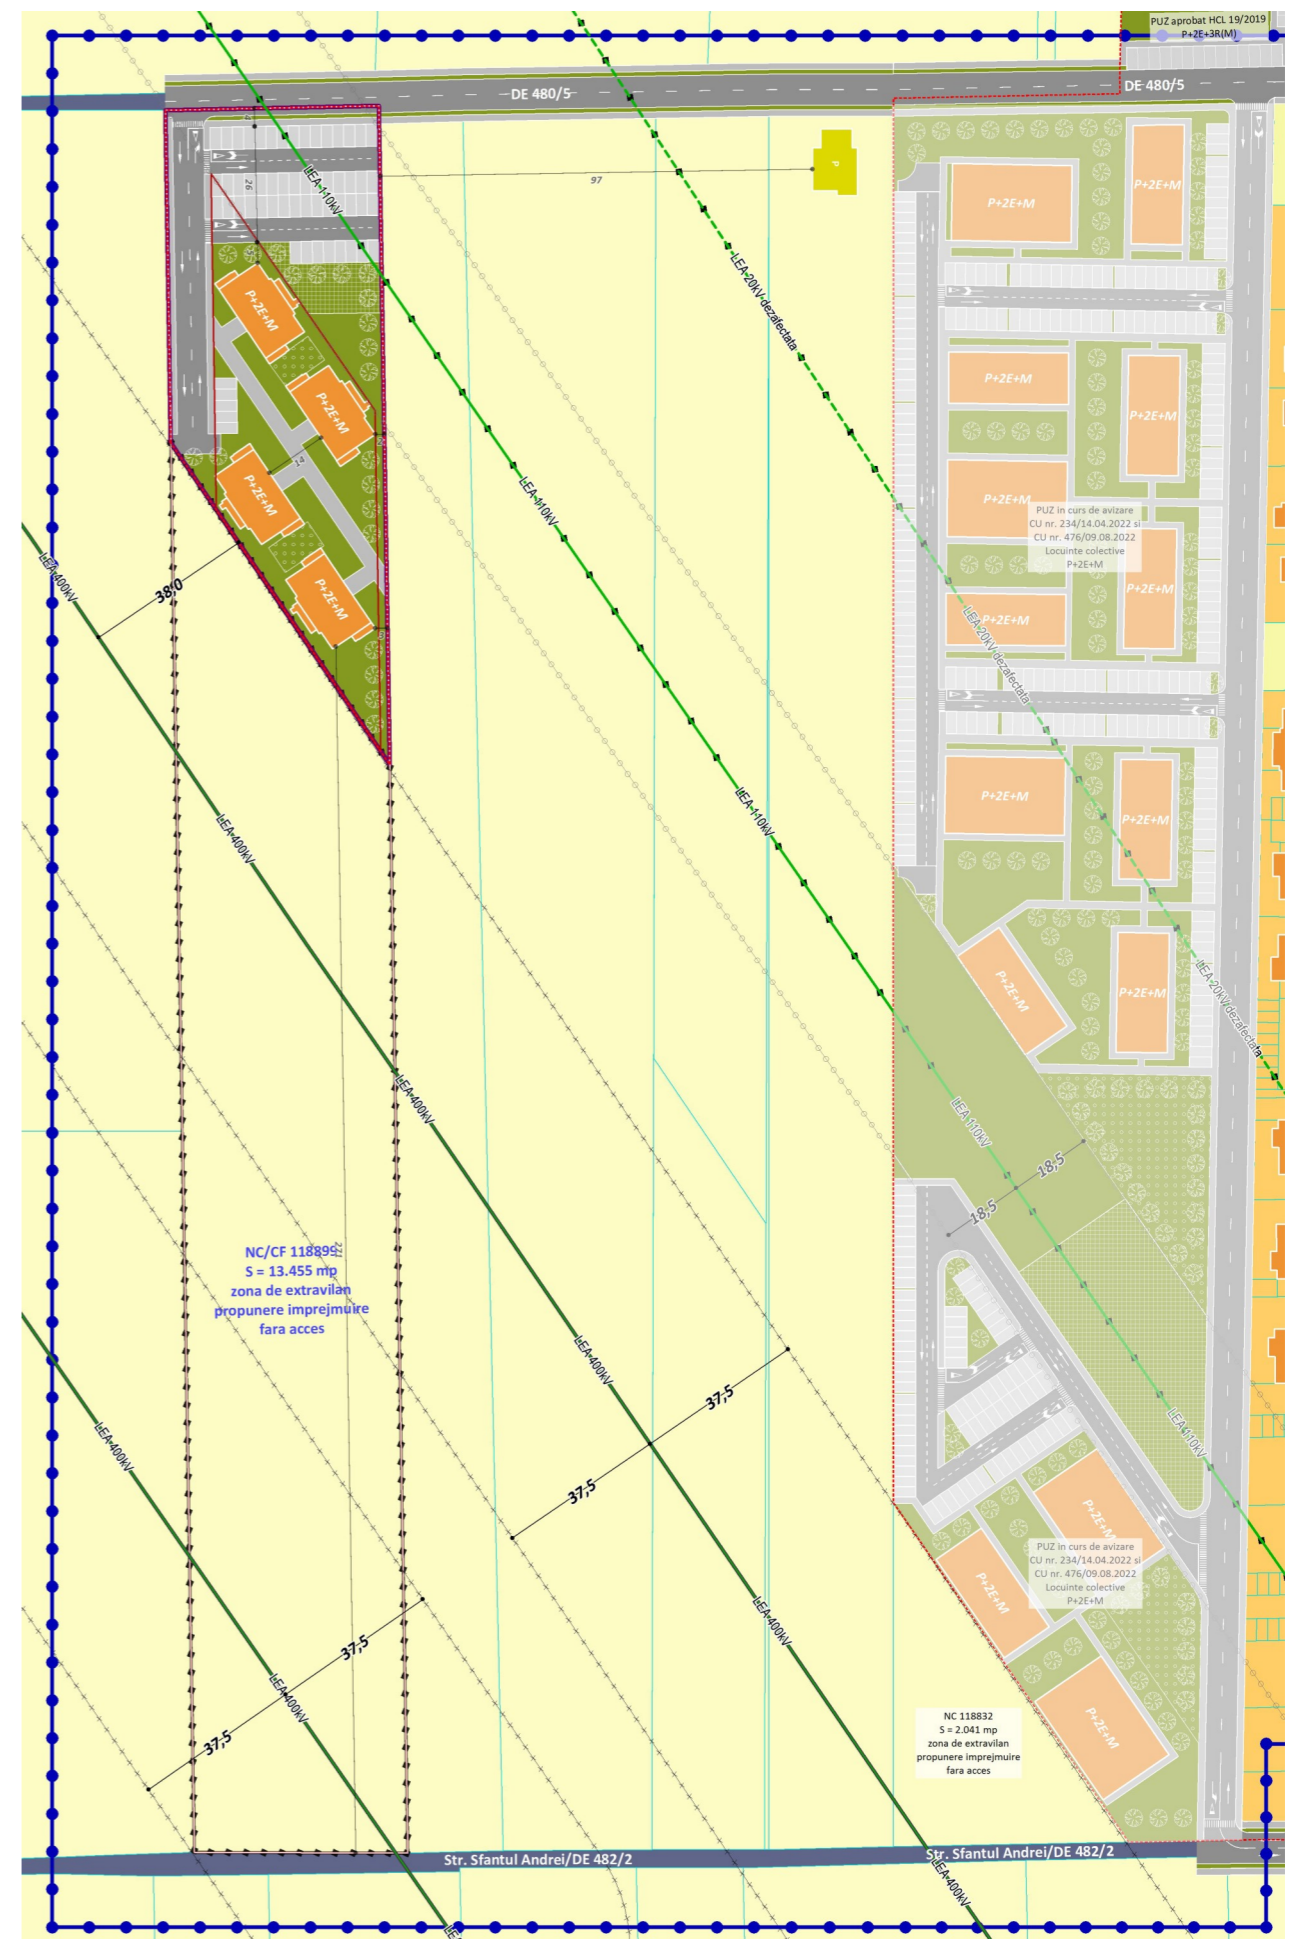 PUZ aprobat HCL 19/2019
P+2E+3R(M)
DE 480/5
DE 480/5
97
P
26
LEA 110kV
P+2E+M
P+2E+M
P+2E+M
LEA 20kV dezafectata
P+2E+M
P+2E+M
P+2E+M
P+2E+M
14
P+2E+M
LEA 110kV
P+2E+M
PUZ in curs de avizare
CU nr. 234/14.04.2022 si
CU nr. 476/09.08.2022
Locuinte colective
P+2E+M
P+2E+M
LEA 400kV
38,0
P+2E+M
P+2E+M
LEA 20kV dezafectata
LEA 400kV
LEA 110kV
P+2E+M
P+2E+M
P+2E+M
P+2E+M
LEA 20kV dezafectata
LEA 400kV
LEA 110kV
18,5
18,5
271
NC/CF 118899
S = 13.455 mp
zona de extravilan
propunere imprejmuire
fara acces
LEA 400kV
37,5
37,5
LEA 400kV
LEA 110kV
P+2E+M
PUZ in curs de avizare
CU nr. 234/14.04.2022 si
CU nr. 476/09.08.2022
Locuinte colective
P+2E+M
P+2E+M
LEA 400kV
37,5
37,5
LEA 400kV
P+2E+M
NC 118832
S = 2.041 mp
zona de extravilan
propunere imprejmuire
fara acces
Str. Sfantul Andrei/DE 482/2
Str. Sfantul Andrei/DE 482/2
LEA 400kV